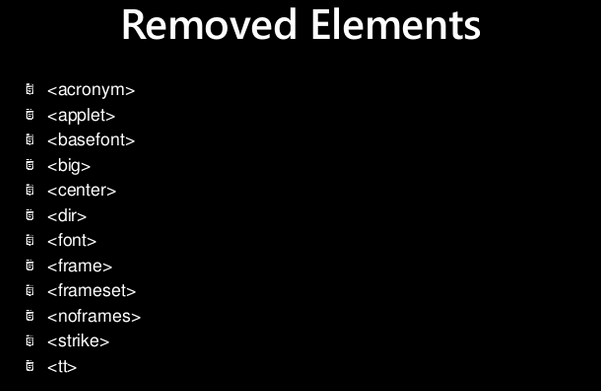 Removed Elements
<acronym>
<applet>
<basefont>
<big>
<center>
<dir>
<font>
<frame>
<frameset>
<noframes>
<strike>
<tt>